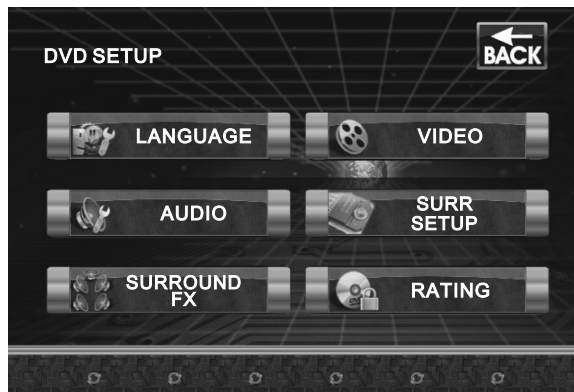 DVD SETUP
BACK
LANGUAGE
VIDEO
AUDIO
SURR
SETUP
SURROUND
FX
RATING